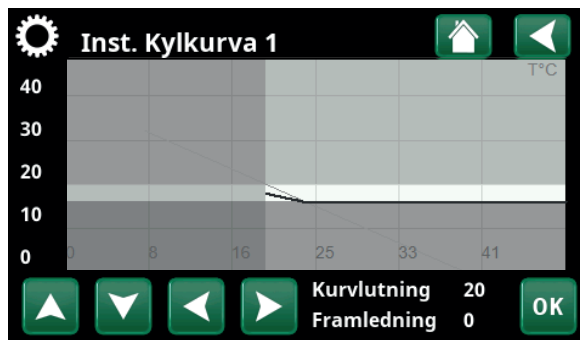 Inst. Kylkurva 1
T°C
40
30
20
10
0
0 8 16 25 33 41
Kurvlutning 20
Framledning 0
OK